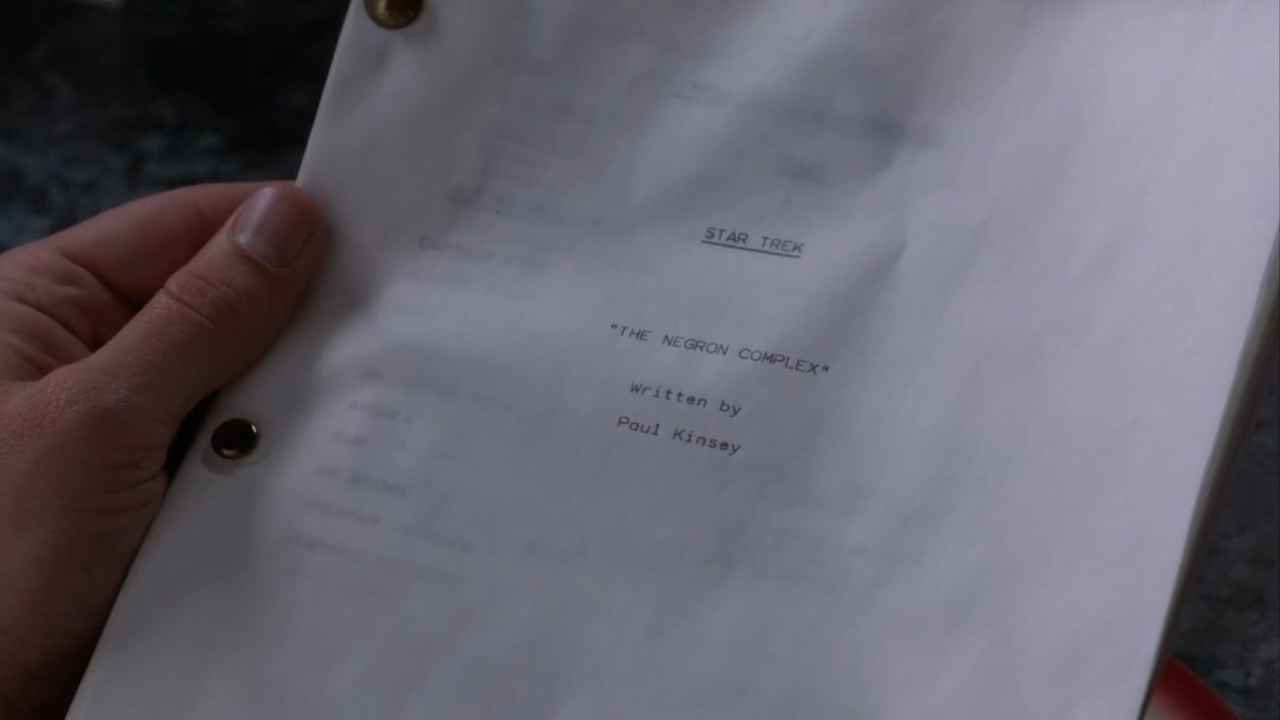 STAR TREK
"THE NEGRON COMPLEX"
Written by
Paul Kinsey